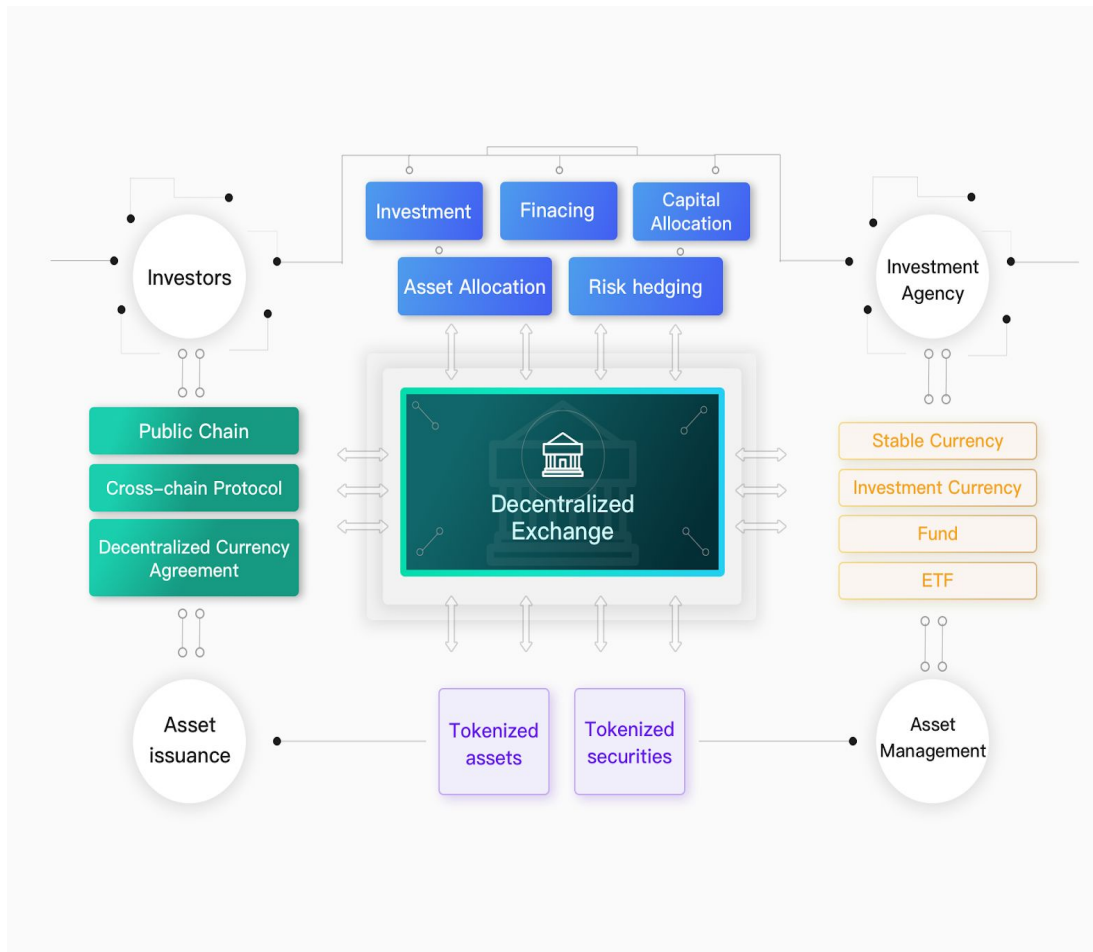 Investment
Finacing
Capital
Allocation
Investors
Investment
Agency
Asset Allocation
Risk hedging
Public Chain
Cross-chain Protocol
Decentralized Currency
Agreement
Decentralized
Exchange
Stable Currency
Investment Currency
Fund
ETF
Asset
issuance
Tokenized
assets
Tokenized
securities
Asset
Management